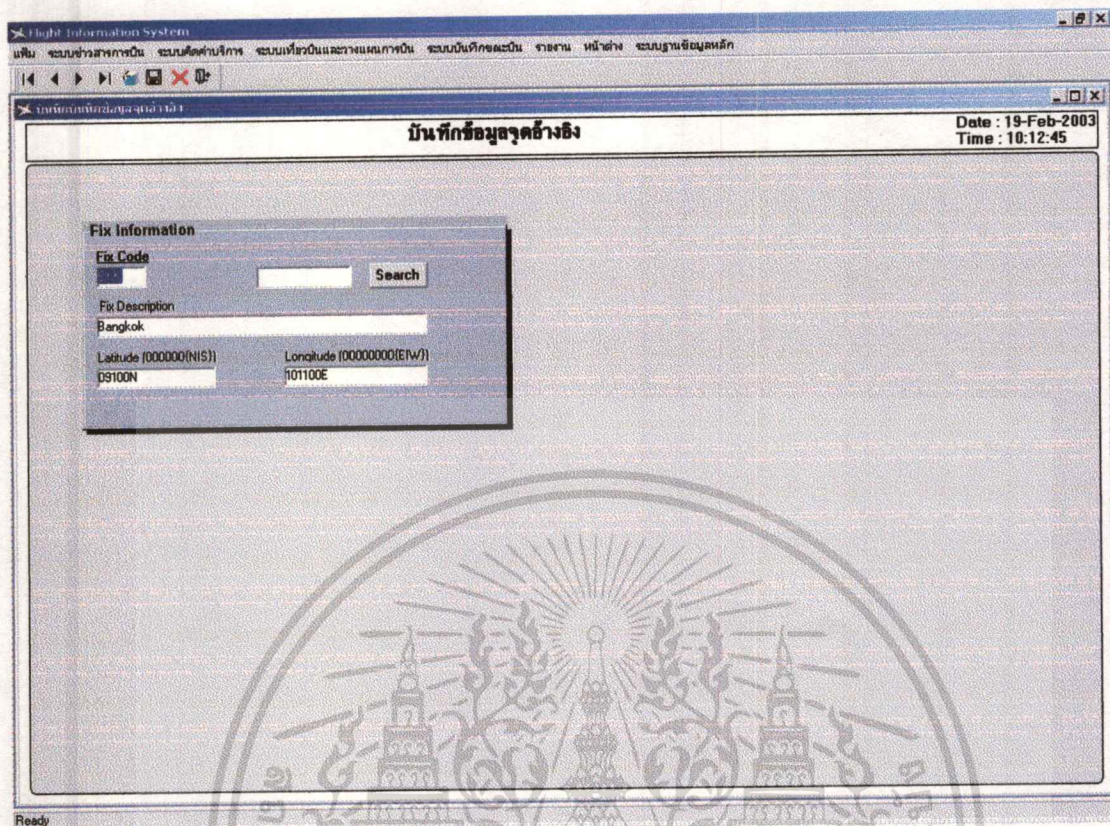 Flight Information System
แฟ้ม ระบบข่าวสารการบิน ระบบคิดค่าบริการ ระบบเที่ยวบินและวางแผนการบิน ระบบบันทึกขณะบิน รายงาน หน้าต่าง ระบบฐานข้อมูลหลัก
บันทึกข้อมูลจุดอ้างอิง
Date : 19-Feb-2003
Time : 10:12:45
Fix Information
Fix Code
Search
Fix Description
Bangkok
Latitude (000000(N|S)) Longitude (00000000(E|W))
09100N 101100E
Ready